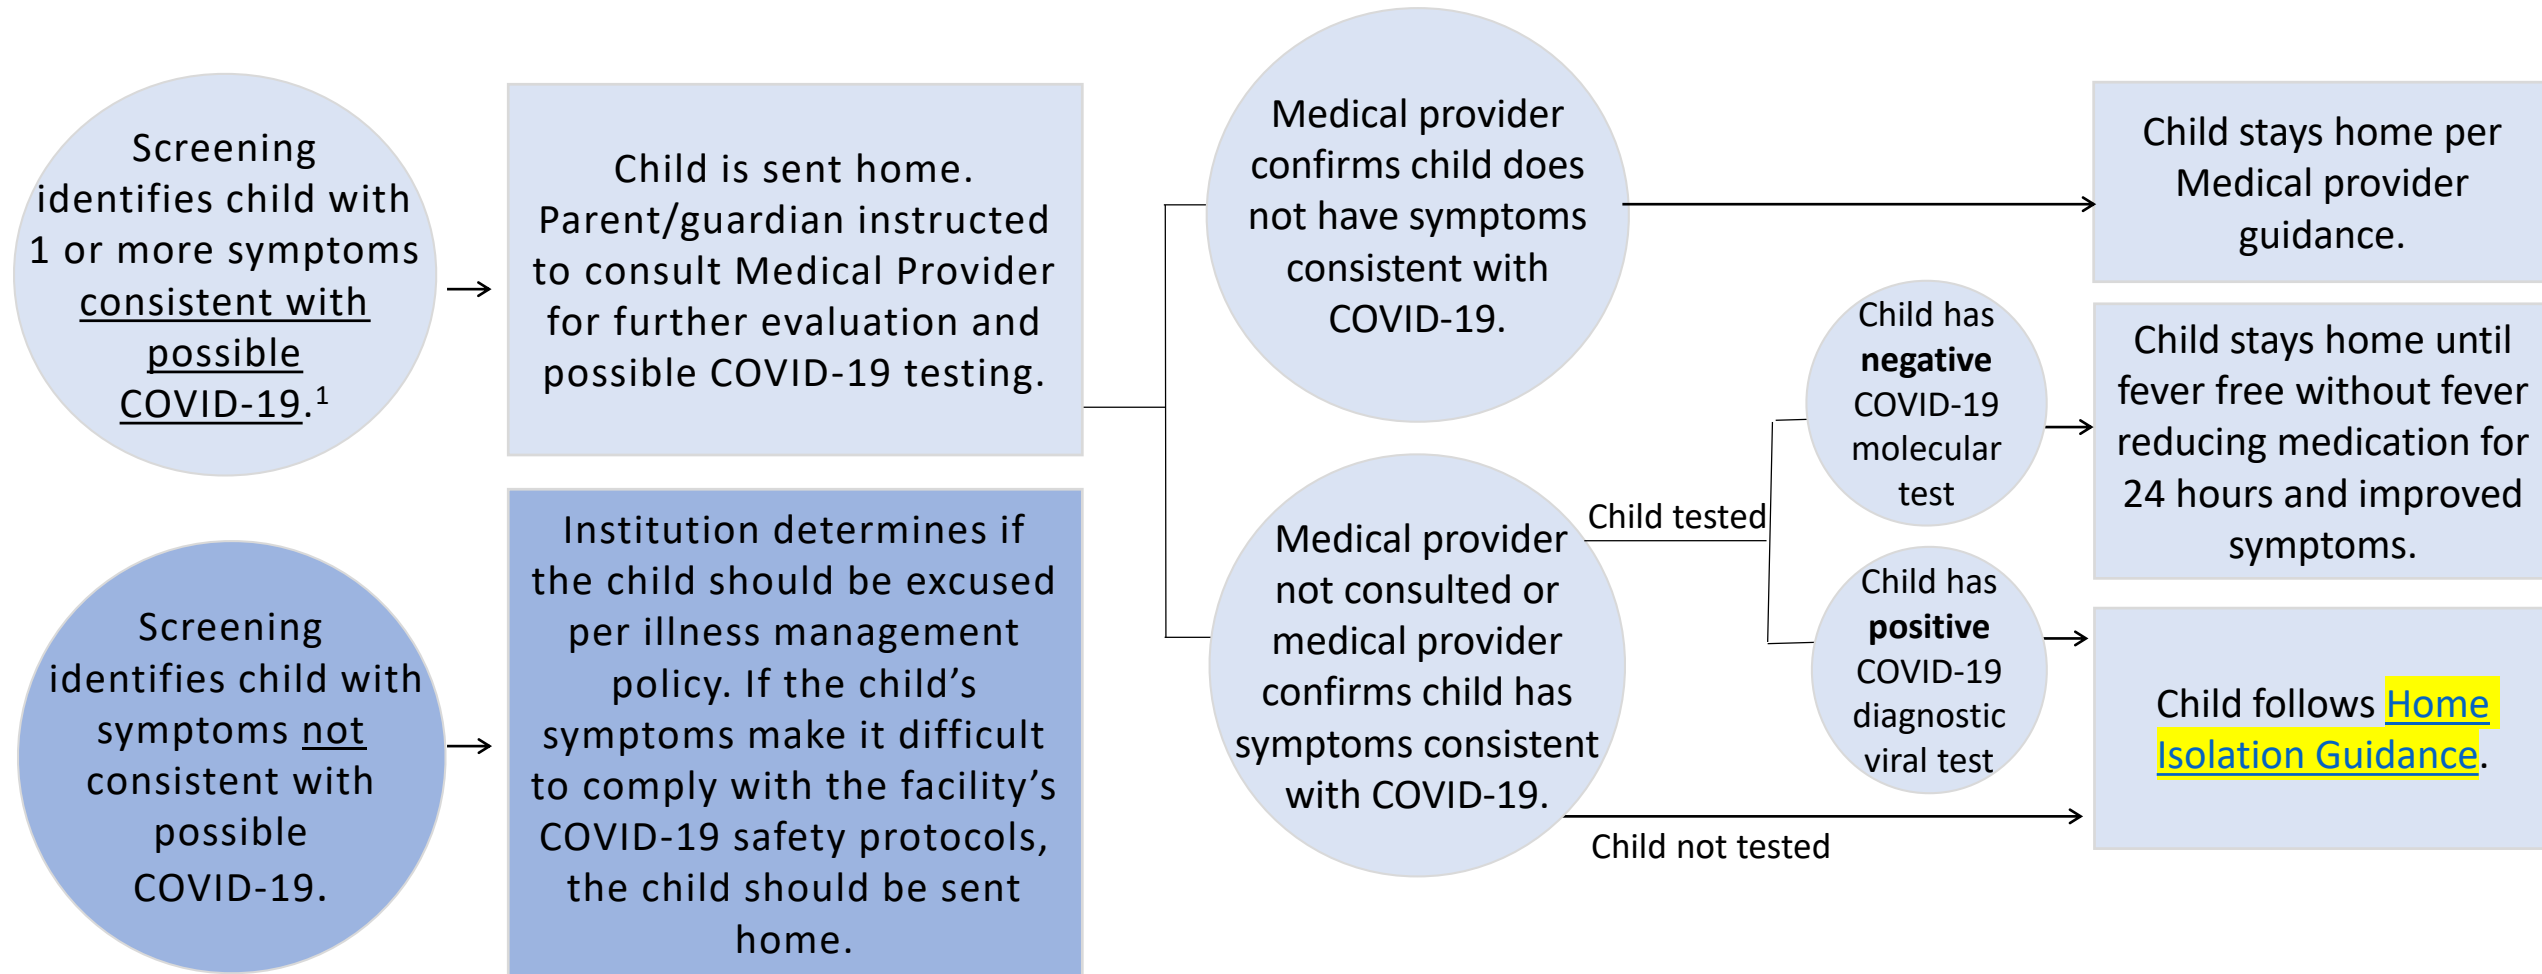 Screening
identifies child with
1 or more symptoms
consistent with
possible
COVID-19.¹
Child is sent home.
Parent/guardian instructed
to consult Medical Provider
for further evaluation and
possible COVID-19 testing.
Medical provider
confirms child does
not have symptoms
consistent with
COVID-19.
Child stays home per
Medical provider
guidance.
Screening
identifies child with
symptoms not
consistent with
possible
COVID-19.
Institution determines if
the child should be excused
per illness management
policy. If the child’s
symptoms make it difficult
to comply with the facility’s
COVID-19 safety protocols,
the child should be sent
home.
Medical provider
not consulted or
medical provider
confirms child has
symptoms consistent
with COVID-19.
Child tested
Child has
negative
COVID-19
molecular
test
Child stays home until
fever free without fever
reducing medication for
24 hours and improved
symptoms.
Child has
positive
COVID-19
diagnostic
viral test
Child follows Home
Isolation Guidance.
Child not tested